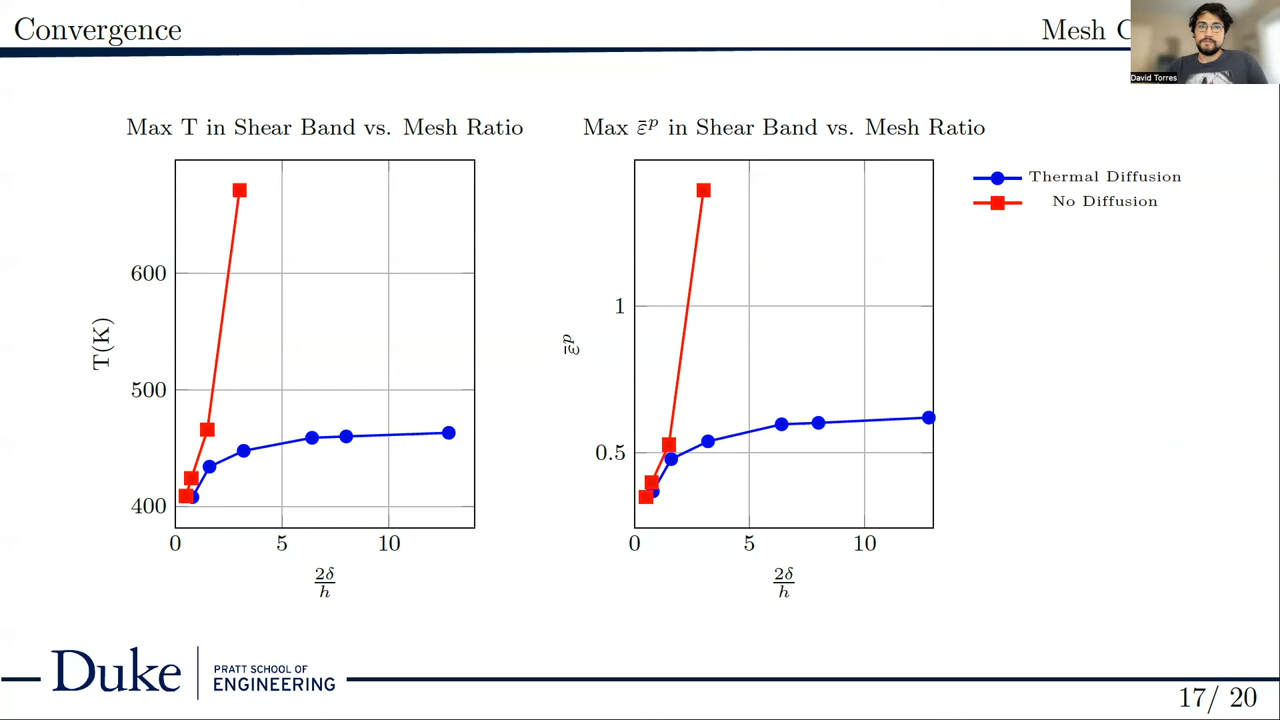 Convergence
Mesh C
David Torres
Max T in Shear Band vs. Mesh Ratio
600
500
400
T(K)
0 5 10
2δ
h
Max ε̄ᵖ in Shear Band vs. Mesh Ratio
1
0.5
ε̄ᵖ
0 5 10
2δ
h
Thermal Diffusion
No Diffusion
Duke
PRATT SCHOOL OF
ENGINEERING
17/ 20